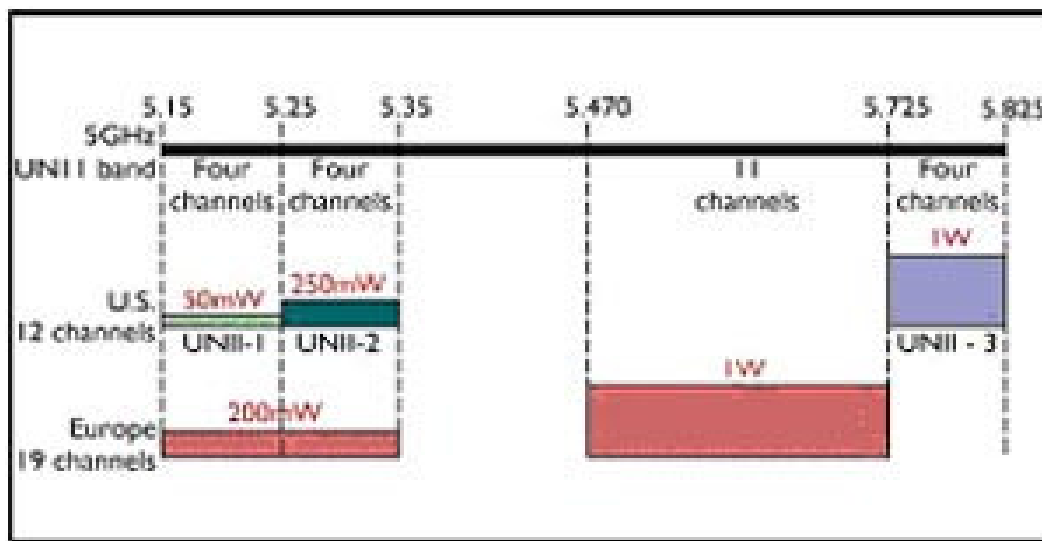 5.15 5.25 5.35 5.470 5.725 5.825
5GHz
UN11 band Four Four 11 Four
channels channels channels channels
1W
250mW
U.S. 50mW
12 channels UNII-1 UNII-2 UNII - 3
1W
200mW
Europe
19 channels